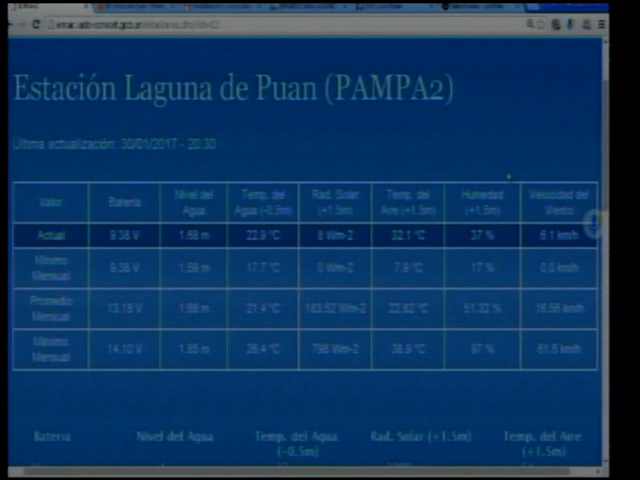 Estación Laguna de Puan (PAMPA2)
Última actualización: 30/01/2017 - 20:30
Valor Batería Nivel del Agua Temp. del Agua (-0.5m) Rad. Solar (+1.5m) Temp. del Aire (+1.5m) Humedad (+1.5m) Velocidad del Viento
Actual 9.38 V 1.68 m 22.9 °C 8 Wm-2 32.1 °C 37 % 6.1 km/h
Mínimo Mensual 9.38 V 1.59 m 17.7 °C 0 Wm-2 7.9 °C 17 % 0.0 km/h
Promedio Mensual 13.18 V 1.68 m 21.4 °C 183.52 Wm-2 22.62 °C 51.32 % 16.56 km/h
Máximo Mensual 14.10 V 1.85 m 26.4 °C 798 Wm-2 38.9 °C 97 % 61.8 km/h
Batería Nivel del Agua Temp. del Agua (-0.5m) Rad. Solar (+1.5m) Temp. del Aire (+1.5m)